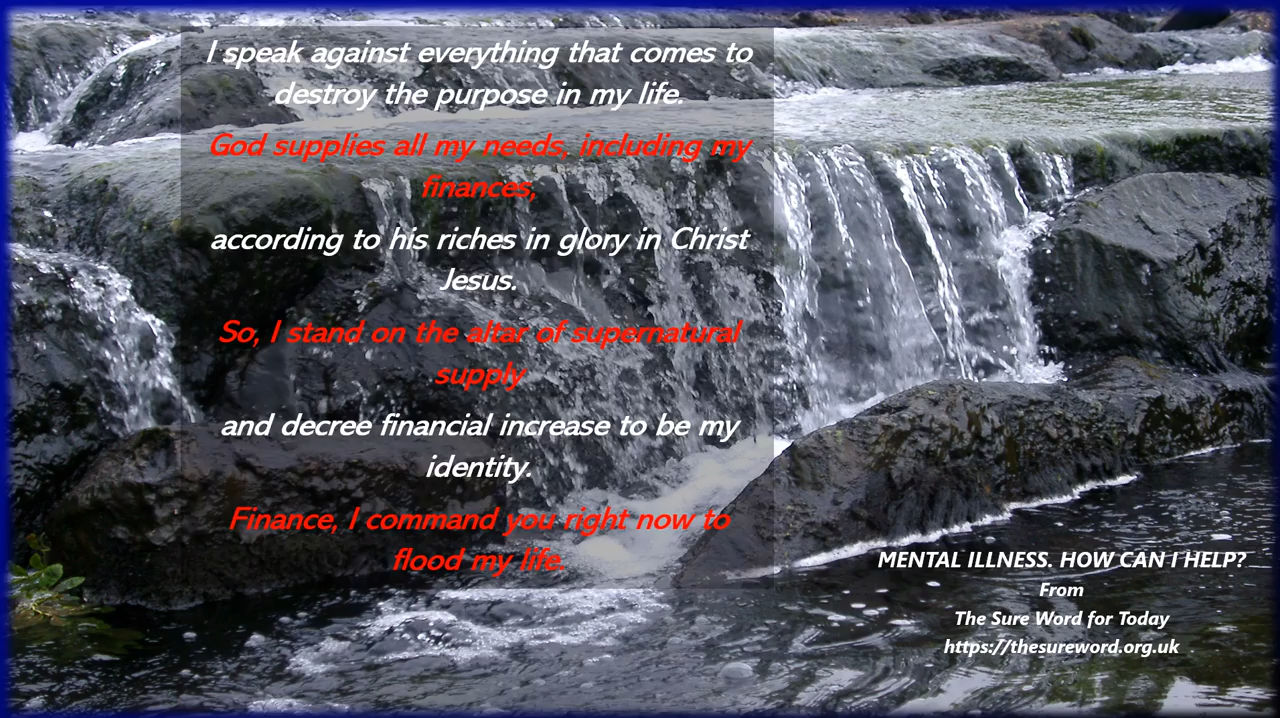 I speak against everything that comes to
destroy the purpose in my life.
God supplies all my needs, including my
finances,
according to his riches in glory in Christ
Jesus.
So, I stand on the altar of supernatural
supply
and decree financial increase to be my
identity.
Finance, I command you right now to
flood my life.
MENTAL ILLNESS. HOW CAN I HELP?
From
The Sure Word for Today
https://thesureword.org.uk